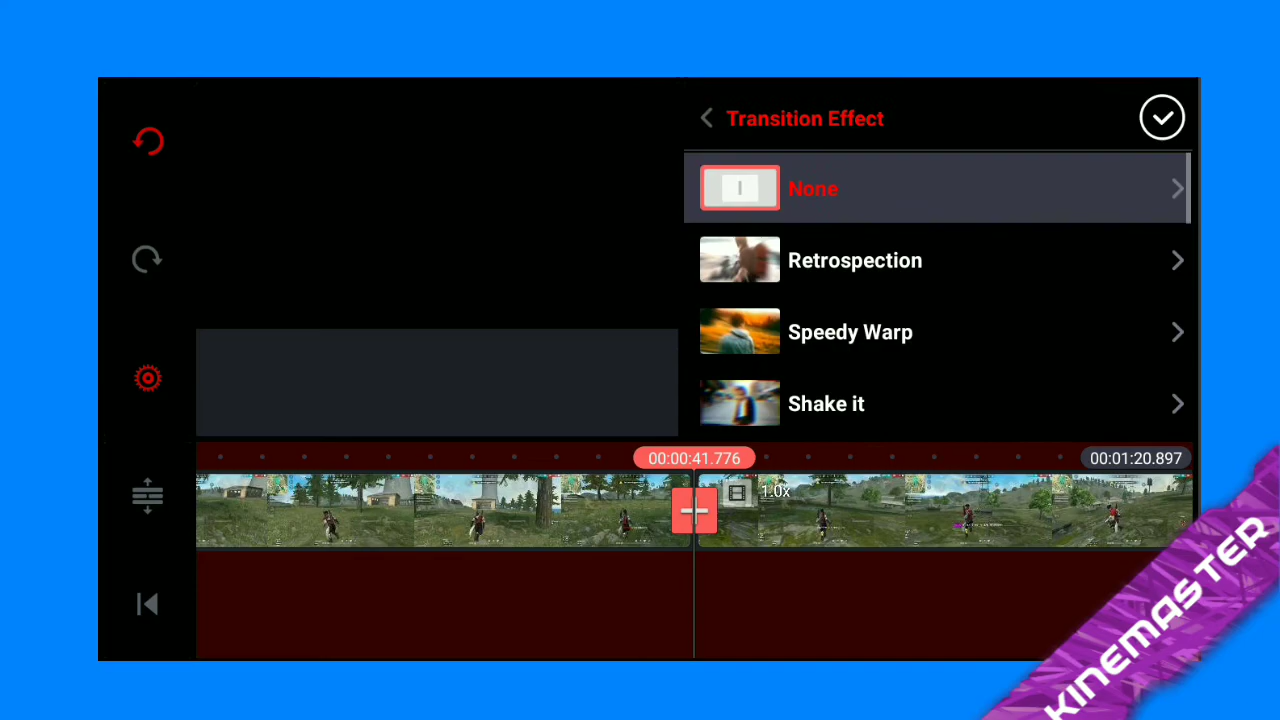 Transition Effect
None
Retrospection
Speedy Warp
Shake it
00:00:41.776
00:01:20.897
1.0x
KINEMASTER